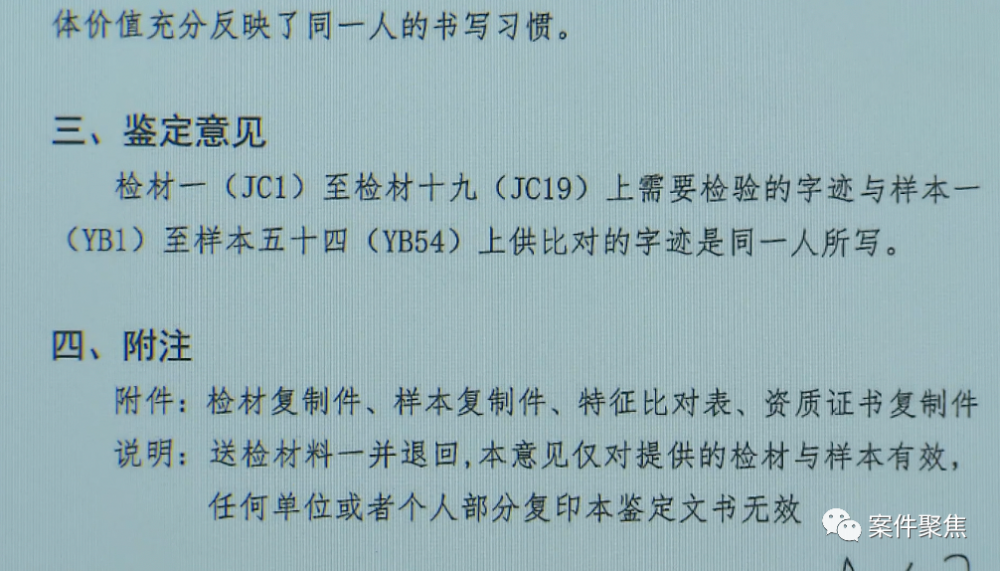 体价值充分反映了同一人的书写习惯。
三、鉴定意见
检材一（JC1）至检材十九（JC19）上需要检验的字迹与样本一
（YB1）至样本五十四（YB54）上供比对的字迹是同一人所写。
四、附注
附件：检材复制件、样本复制件、特征比对表、资质证书复制件
说明：送检材料一并退回,本意见仅对提供的检材与样本有效，
任何单位或者个人部分复印本鉴定文书无效
案件聚焦